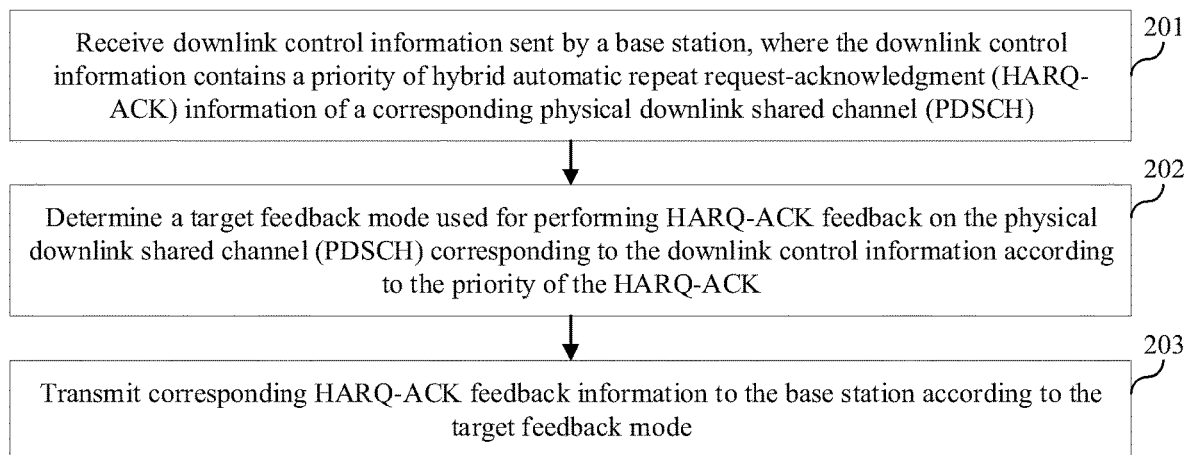 201
Receive downlink control information sent by a base station, where the downlink control
information contains a priority of hybrid automatic repeat request-acknowledgment (HARQ-
ACK) information of a corresponding physical downlink shared channel (PDSCH)
202
Determine a target feedback mode used for performing HARQ-ACK feedback on the physical
downlink shared channel (PDSCH) corresponding to the downlink control information according
to the priority of the HARQ-ACK
203
Transmit corresponding HARQ-ACK feedback information to the base station according to the
target feedback mode